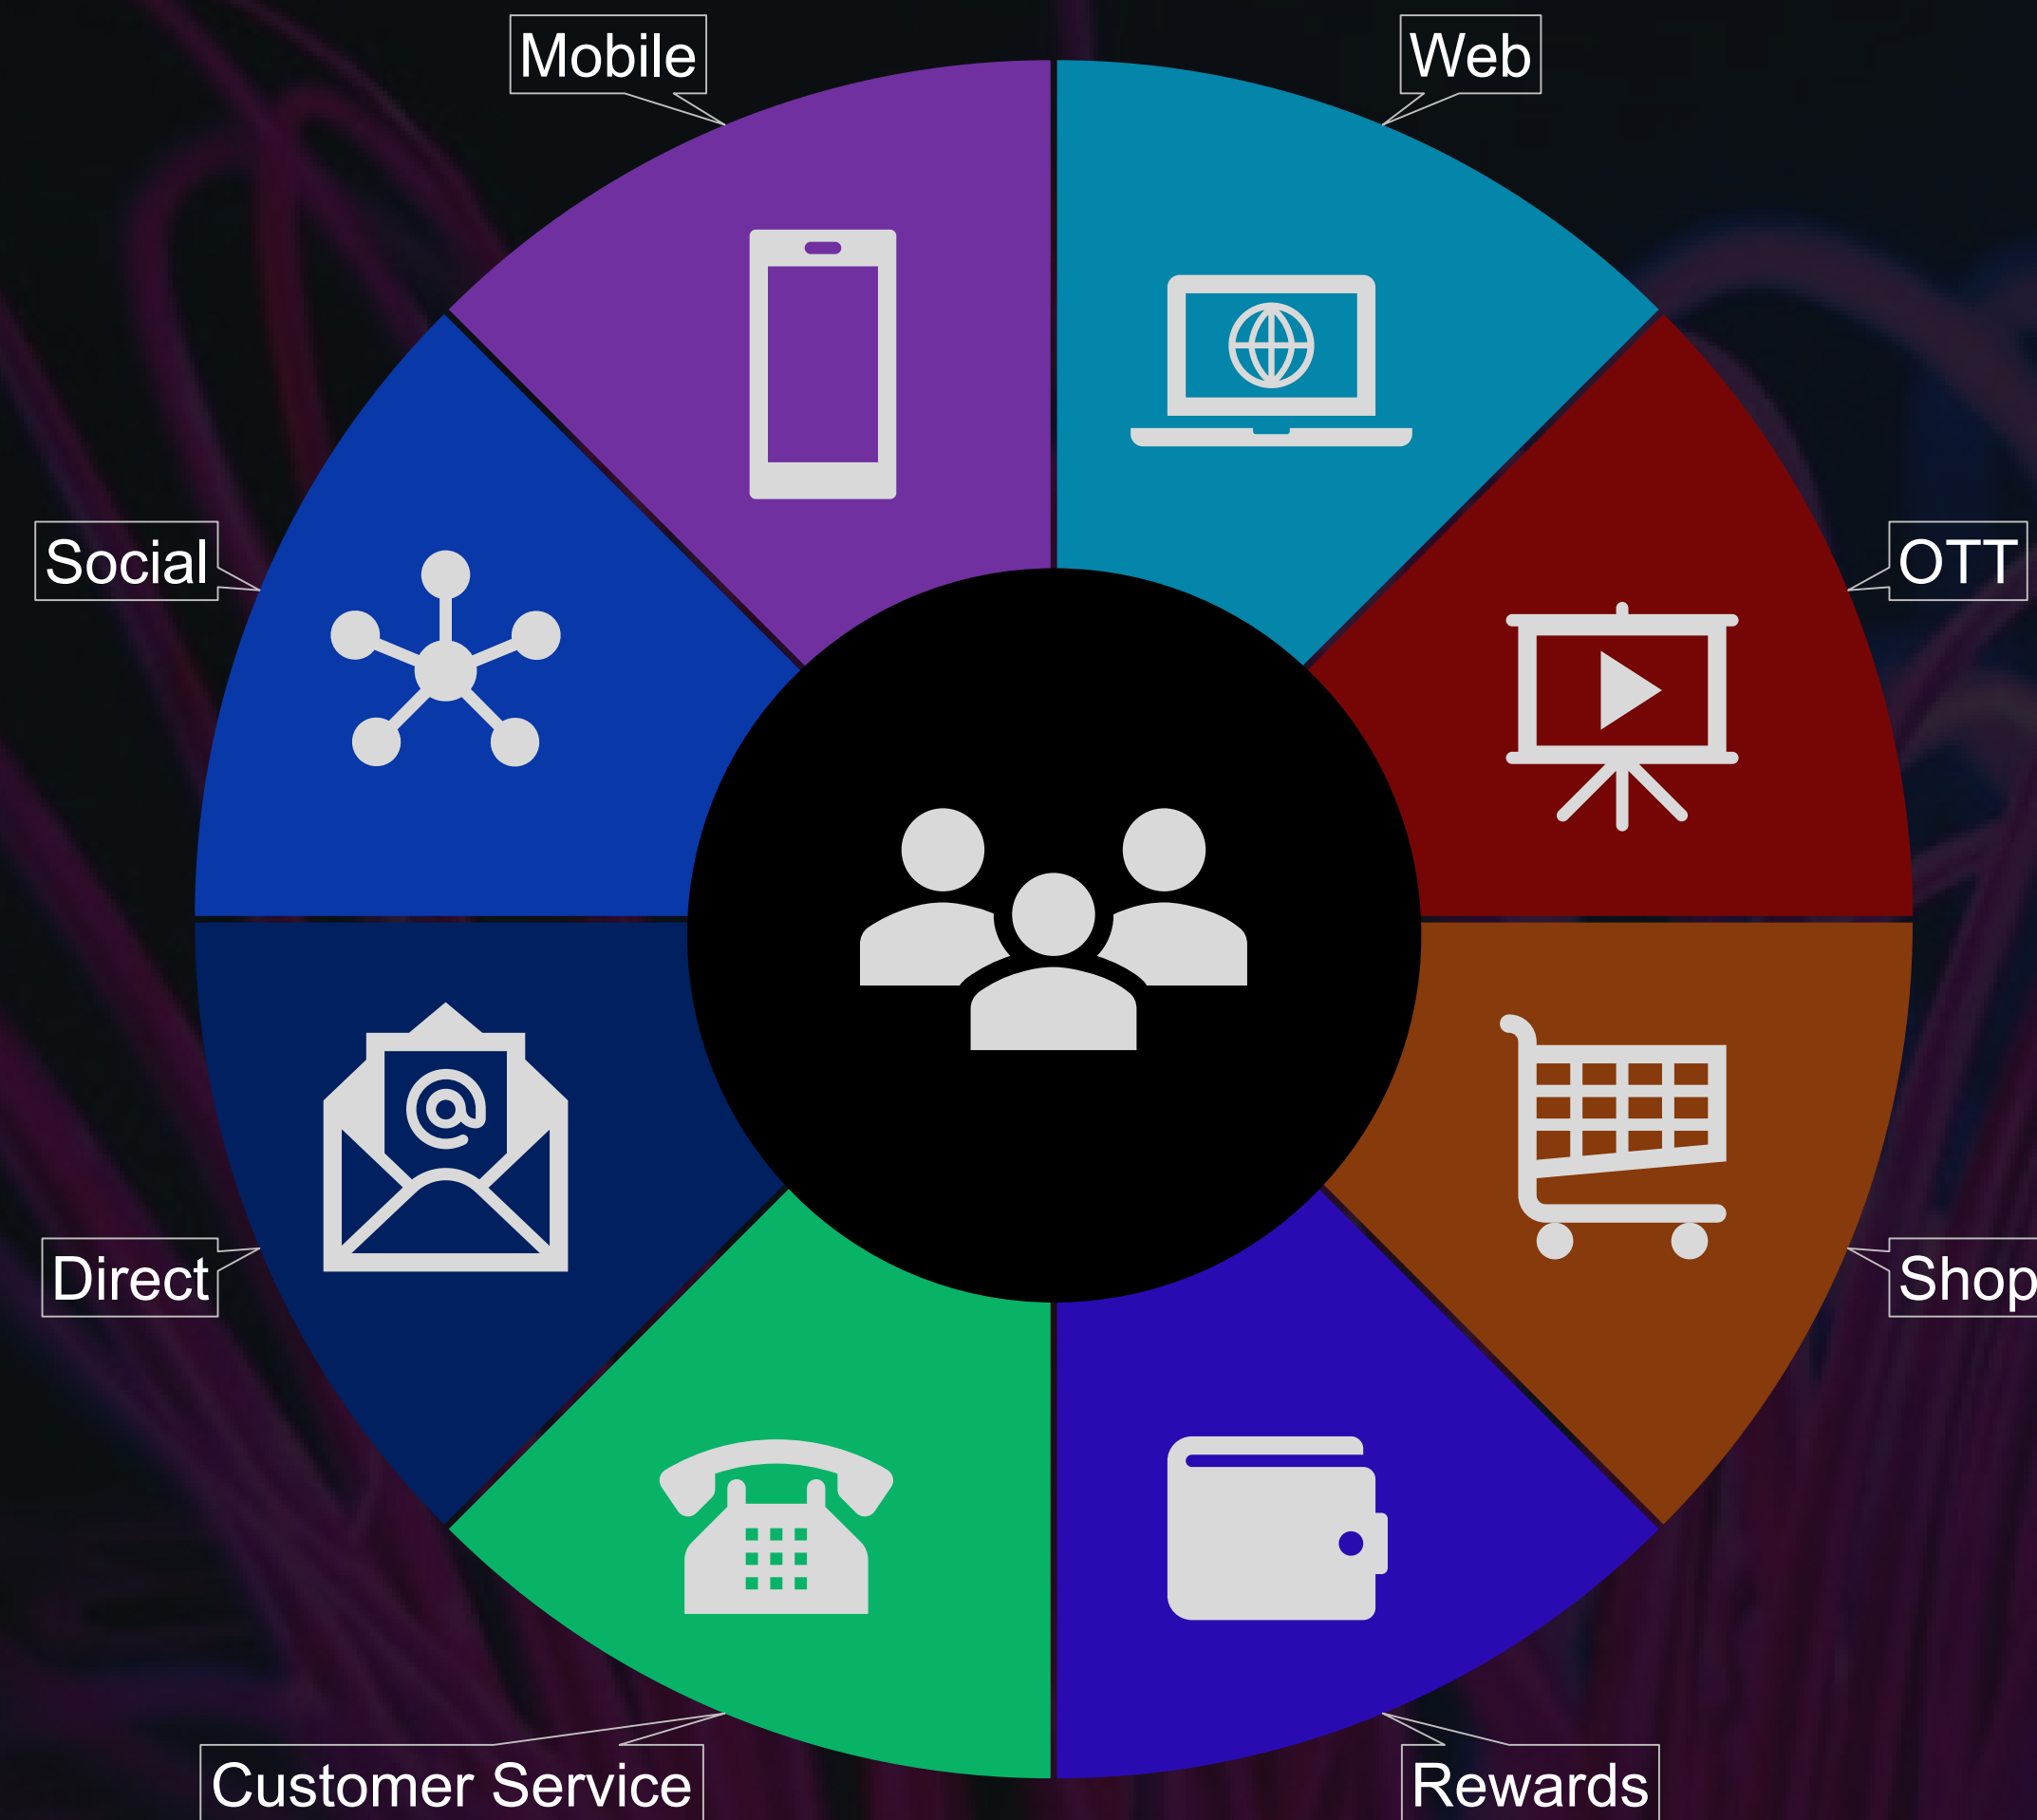 Mobile
Web
Social
OTT
Direct
Shop
Customer Service
Rewards